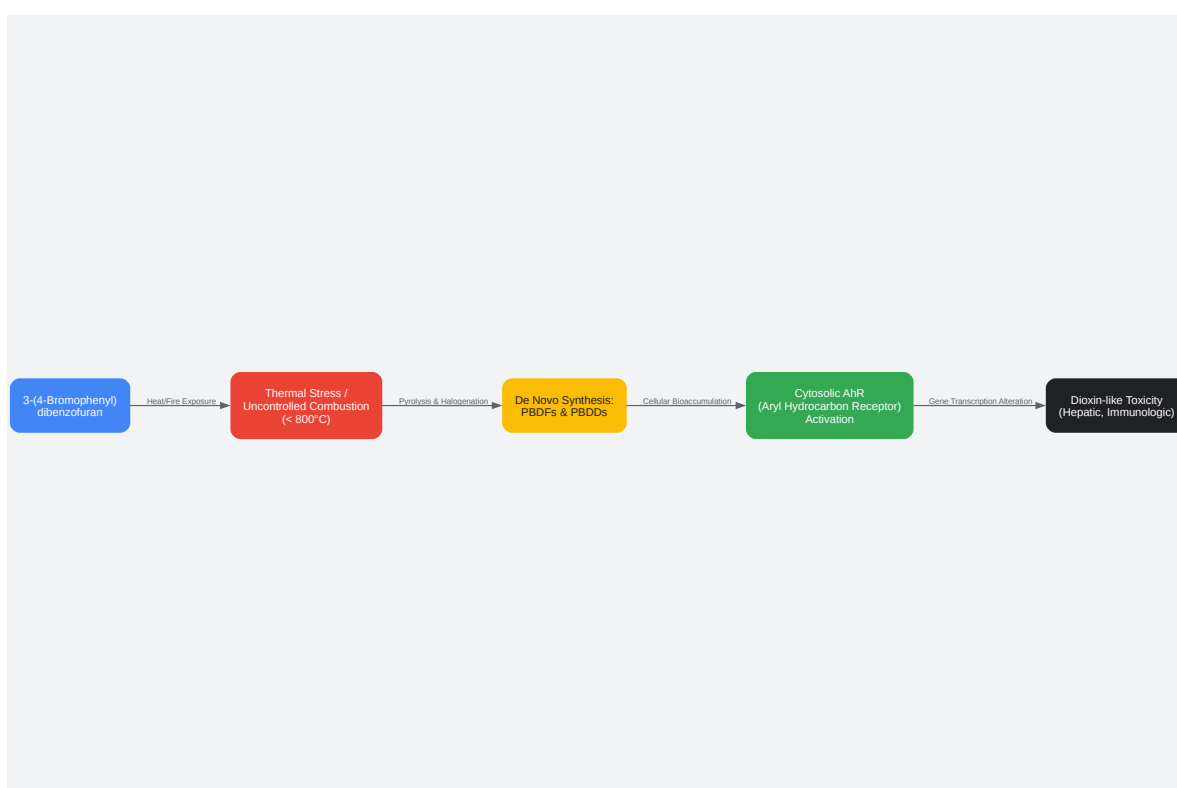 3-(4-Bromophenyl)
dibenzofuran
Heat/Fire Exposure
Thermal Stress /
Uncontrolled Combustion
(< 800°C)
Pyrolysis & Halogenation
De Novo Synthesis:
PBDFs & PBDDs
Cellular Bioaccumulation
Cytosolic AhR
(Aryl Hydrocarbon Receptor)
Activation
Gene Transcription Alteration
Dioxin-like Toxicity
(Hepatic, Immunologic)